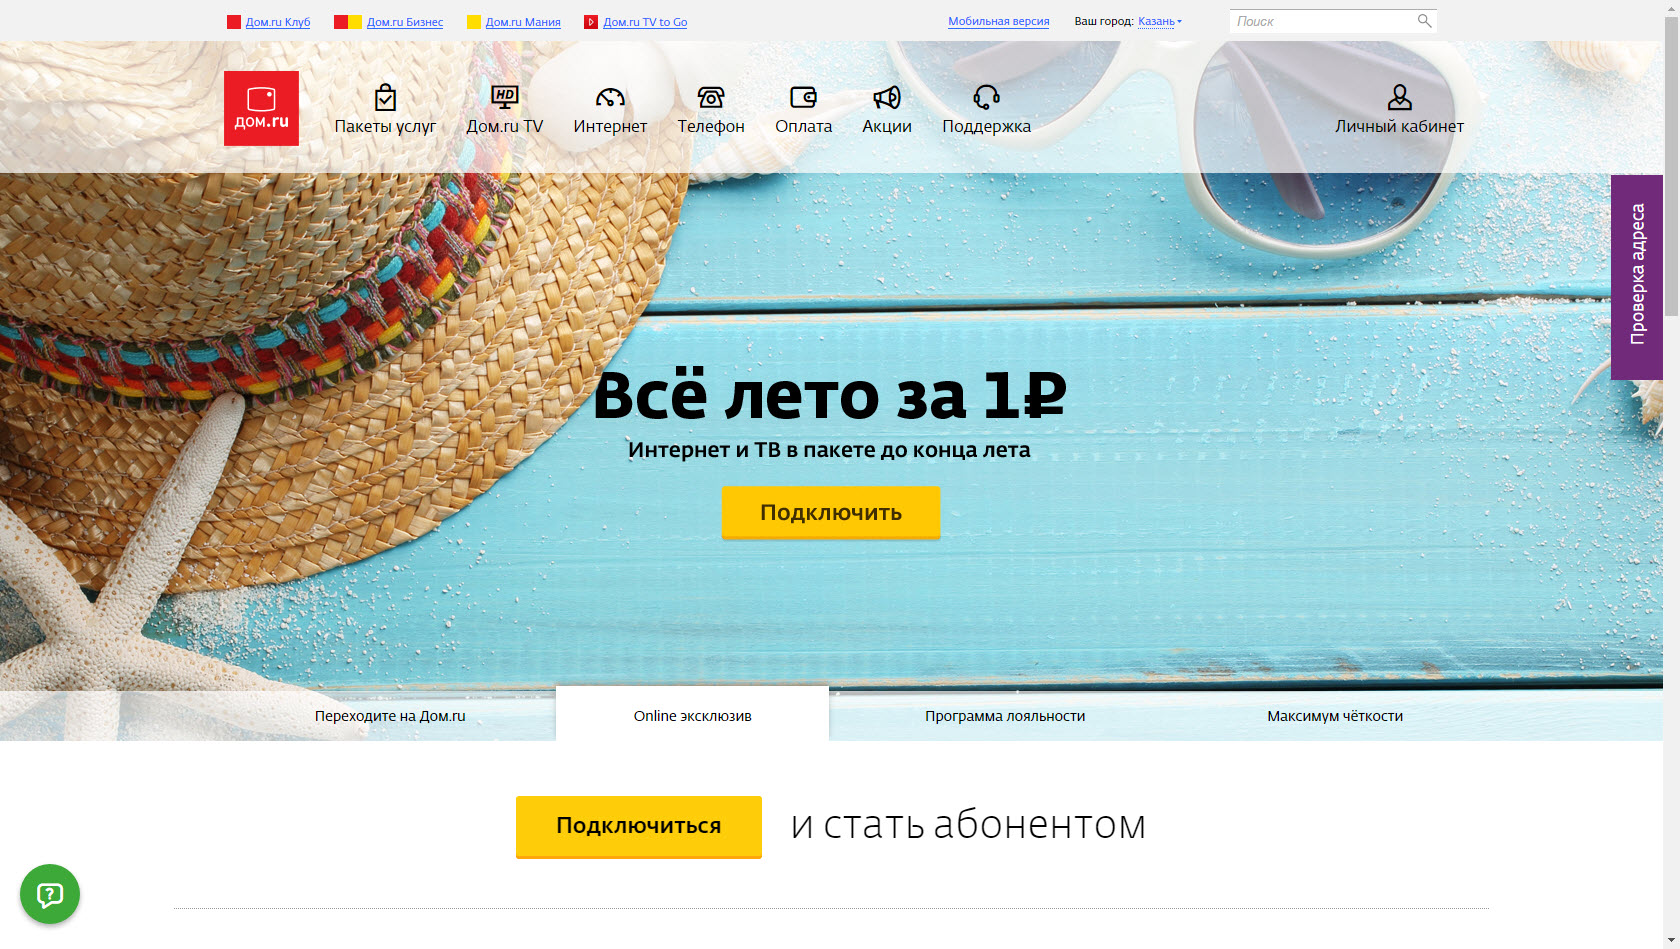 Дом.ru Клуб
Дом.ru Бизнес
Дом.ru Мания
Дом.ru TV to Go
Мобильная версия
Ваш город: Казань
Поиск
дом.ru
Пакеты услуг
HD
Дом.ru TV
Интернет
Телефон
Оплата
Акции
Поддержка
Личный кабинет
Проверка адреса
Всё лето за 1₽
Интернет и ТВ в пакете до конца лета
Подключить
Переходите на Дом.ru
Online эксклюзив
Программа лояльности
Максимум чёткости
Подключиться
и стать абонентом
?